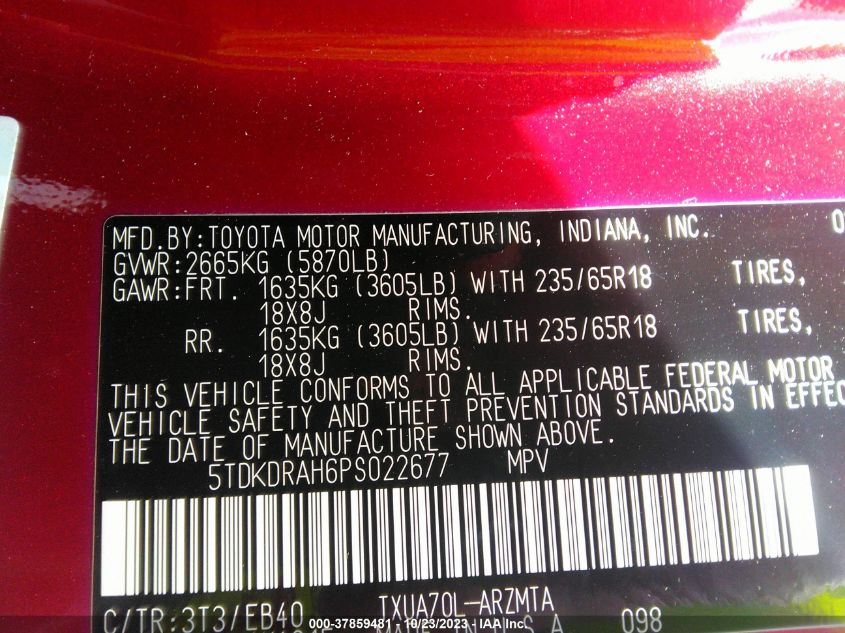 MFD.BY:TOYOTA MOTOR MANUFACTURING, INDIANA, INC.
GVWR:2665KG (5870LB)
GAWR:FRT. 1635KG (3605LB) WITH 235/65R18 TIRES,
18X8J RIMS.
RR. 1635KG (3605LB) WITH 235/65R18 TIRES,
18X8J RIMS.
THIS VEHICLE CONFORMS TO ALL APPLICABLE FEDERAL MOTOR
VEHICLE SAFETY AND THEFT PREVENTION STANDARDS IN EFFEC
THE DATE OF MANUFACTURE SHOWN ABOVE.
5TDKDRAH6PS022677 MPV
C/TR:3T3/EB40 TXUA70L-ARZMTA 098
MADE IN U.S.A
000-37859481 - 10/23/2023 - IAA Inc.